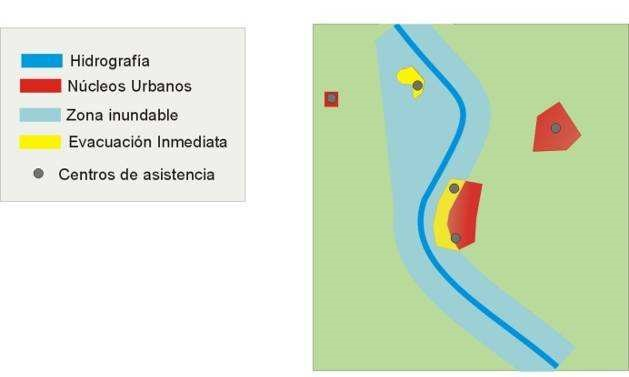 Hidrografía
Núcleos Urbanos
Zona inundable
Evacuación Inmediata
Centros de asistencia